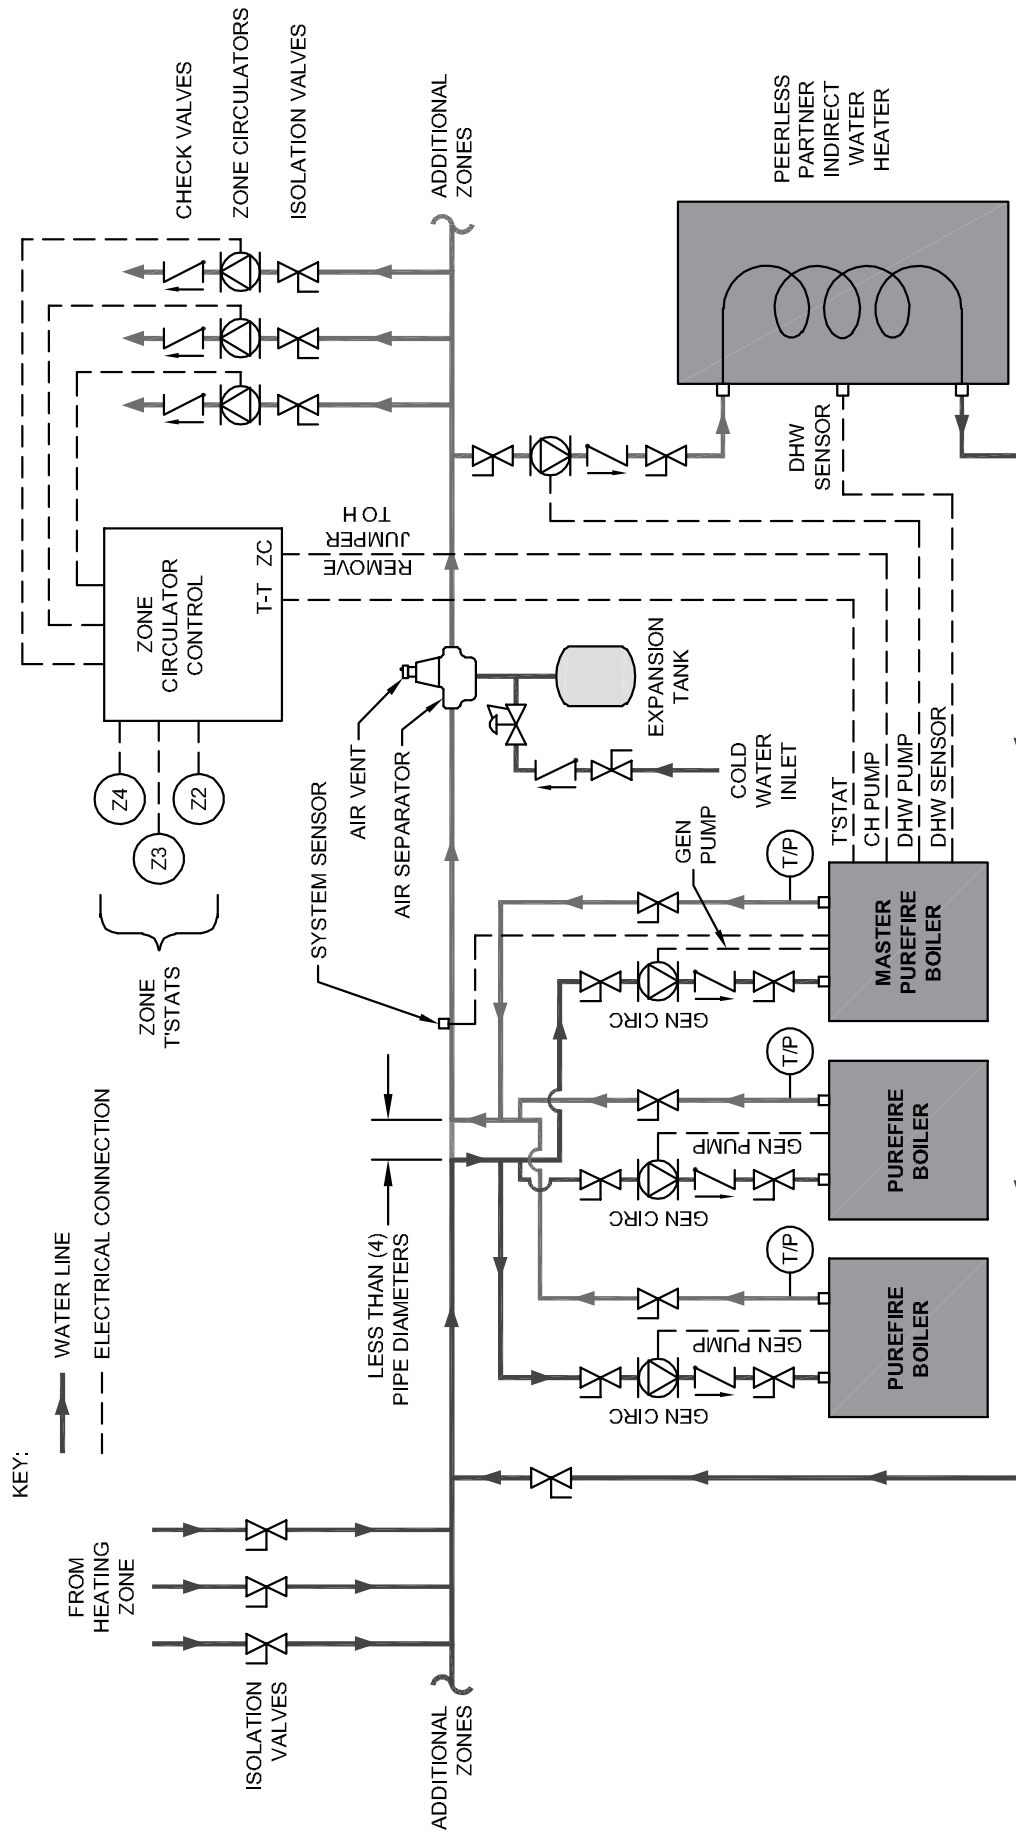 KEY:
WATER LINE
ELECTRICAL CONNECTION
FROM
HEATING
ZONE
ISOLATION
VALVES
ADDITIONAL
ZONES
LESS THAN (4)
PIPE DIAMETERS
ZONE
T'STATS
Z4
Z3
Z2
ZONE
CIRCULATOR
CONTROL
T-T
ZC
REMOVE
JUMPER
TO H
CHECK VALVES
ZONE CIRCULATORS
ISOLATION VALVES
ADDITIONAL
ZONES
SYSTEM SENSOR
AIR VENT
AIR SEPARATOR
EXPANSION
TANK
COLD
WATER
INLET
GEN
PUMP
GEN CIRC
GEN CIRC
GEN CIRC
GEN PUMP
GEN PUMP
T/P
T/P
T/P
PUREFIRE
BOILER
PUREFIRE
BOILER
MASTER
PUREFIRE
BOILER
T'STAT
CH PUMP
DHW PUMP
DHW SENSOR
DHW
SENSOR
PEERLESS
PARTNER
INDIRECT
WATER
HEATER